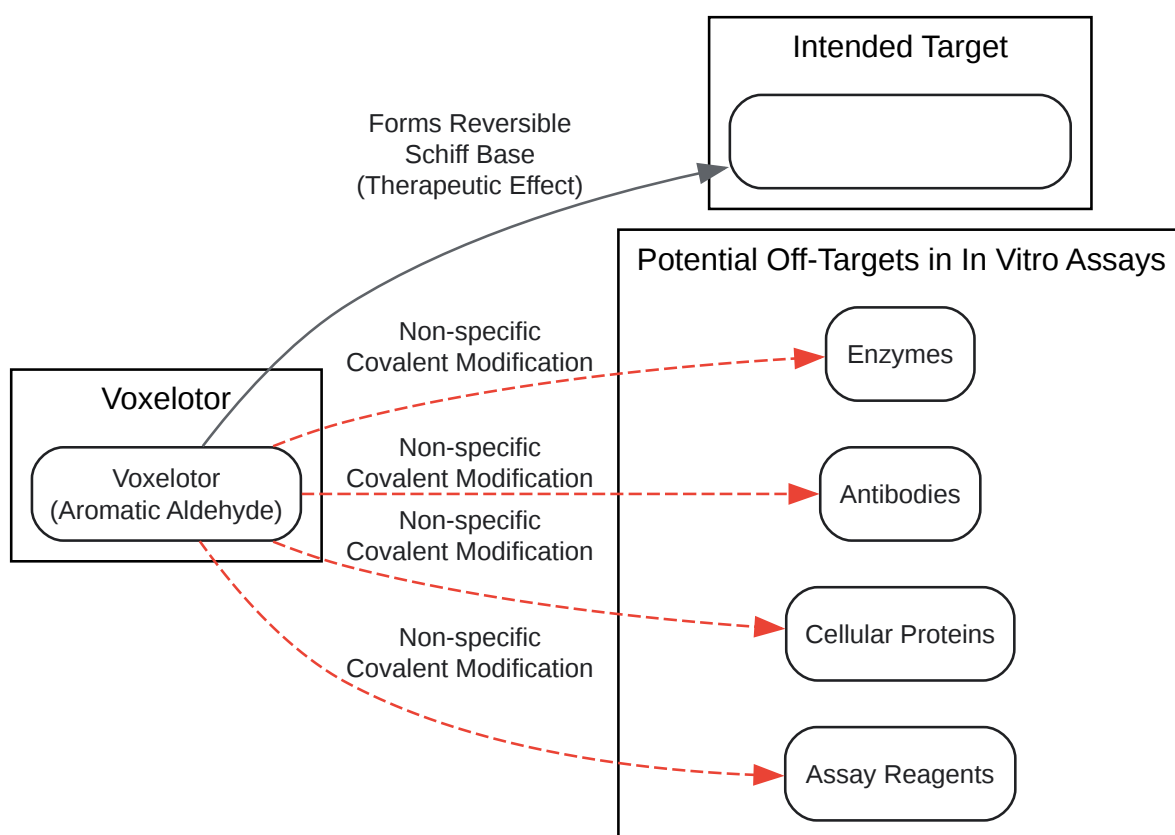 Intended Target
Forms Reversible
Schiff Base
(Therapeutic Effect)
Potential Off-Targets in In Vitro Assays
Non-specific
Covalent Modification
Enzymes
Voxelotor
Voxelotor
(Aromatic Aldehyde)
Non-specific
Covalent Modification
Antibodies
Non-specific
Covalent Modification
Cellular Proteins
Non-specific
Covalent Modification
Assay Reagents